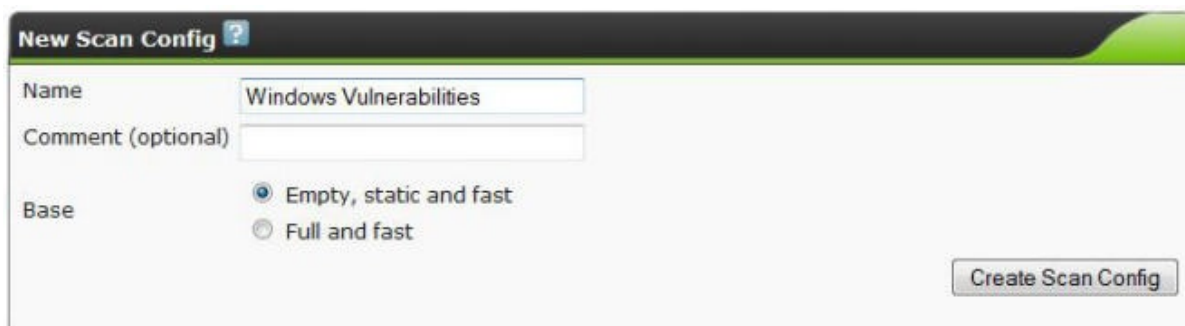 New Scan Config ?
Name Windows Vulnerabilities
Comment (optional)
Base
Empty, static and fast
Full and fast
Create Scan Config